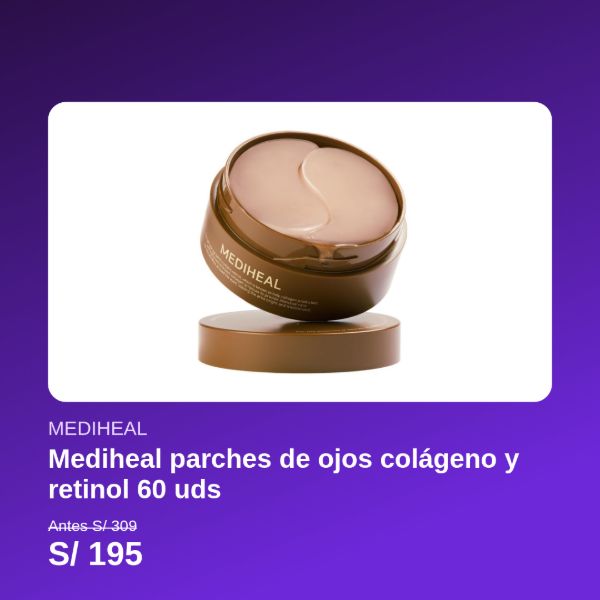 MEDIHEAL
MEDIHEAL
Mediheal parches de ojos colágeno y
retinol 60 uds
Antes S/ 309
S/ 195